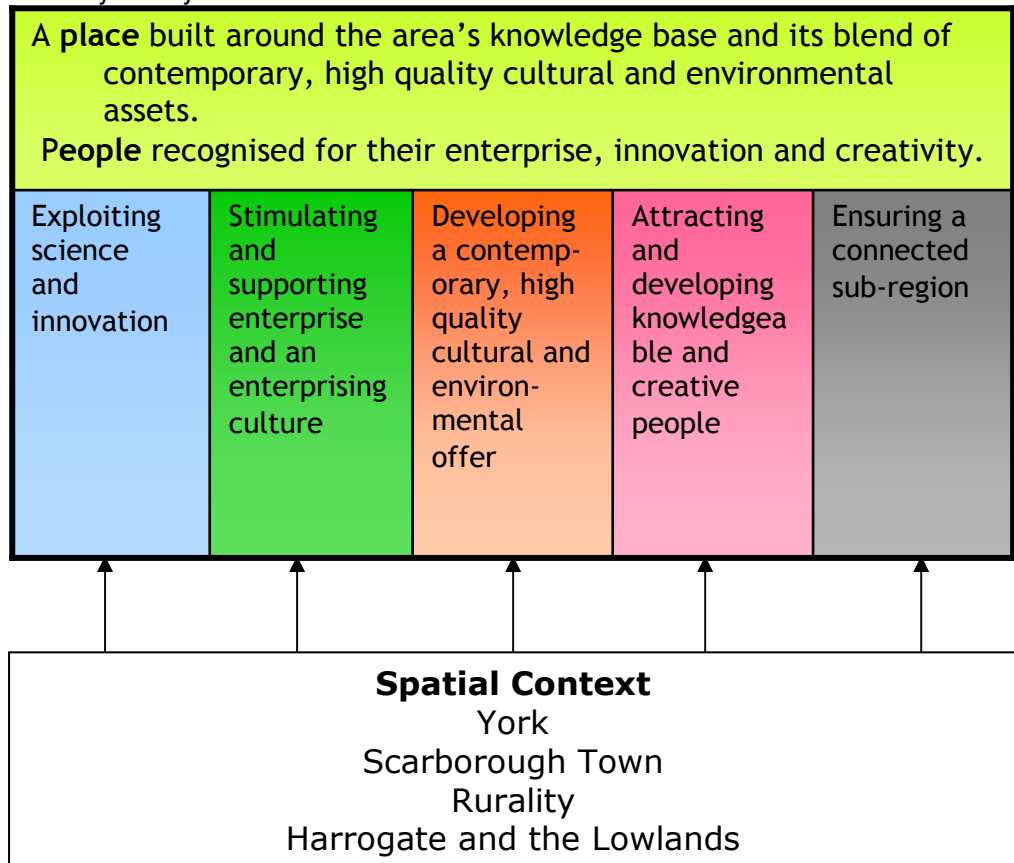 A place built around the area's knowledge base and its blend of
contemporary, high quality cultural and environmental
assets.
People recognised for their enterprise, innovation and creativity.
Exploiting
science
and
innovation
Stimulating
and
supporting
enterprise
and an
enterprising
culture
Developing
a contemp-
orary, high
quality
cultural and
environ-
mental
offer
Attracting
and
developing
knowledgea
ble and
creative
people
Ensuring a
connected
sub-region
Spatial Context
York
Scarborough Town
Rurality
Harrogate and the Lowlands